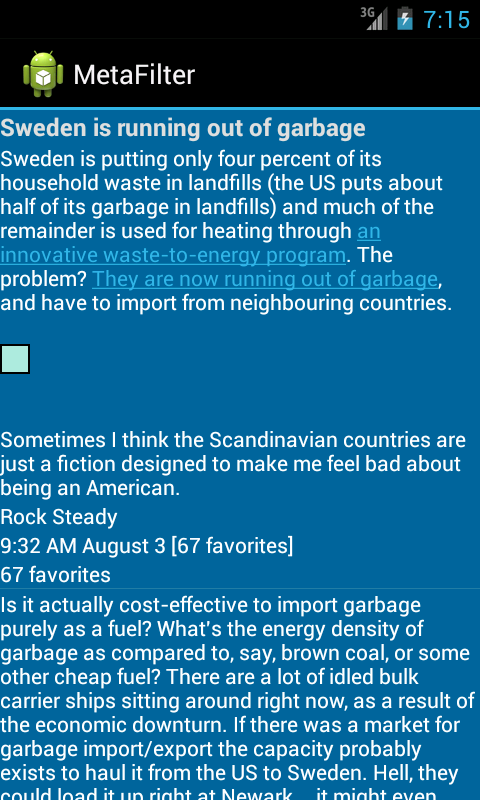 3G 7:15
MetaFilter
Sweden is running out of garbage
Sweden is putting only four percent of its
household waste in landfills (the US puts about
half of its garbage in landfills) and much of the
remainder is used for heating through an
innovative waste-to-energy program. The
problem? They are now running out of garbage,
and have to import from neighbouring countries.
Sometimes I think the Scandinavian countries are
just a fiction designed to make me feel bad about
being an American.
Rock Steady
9:32 AM August 3 [67 favorites]
67 favorites
Is it actually cost-effective to import garbage
purely as a fuel? What's the energy density of
garbage as compared to, say, brown coal, or some
other cheap fuel? There are a lot of idled bulk
carrier ships sitting around right now, as a result of
the economic downturn. If there was a market for
garbage import/export the capacity probably
exists to haul it from the US to Sweden. Hell, they
could load it up right at Newark... it might even